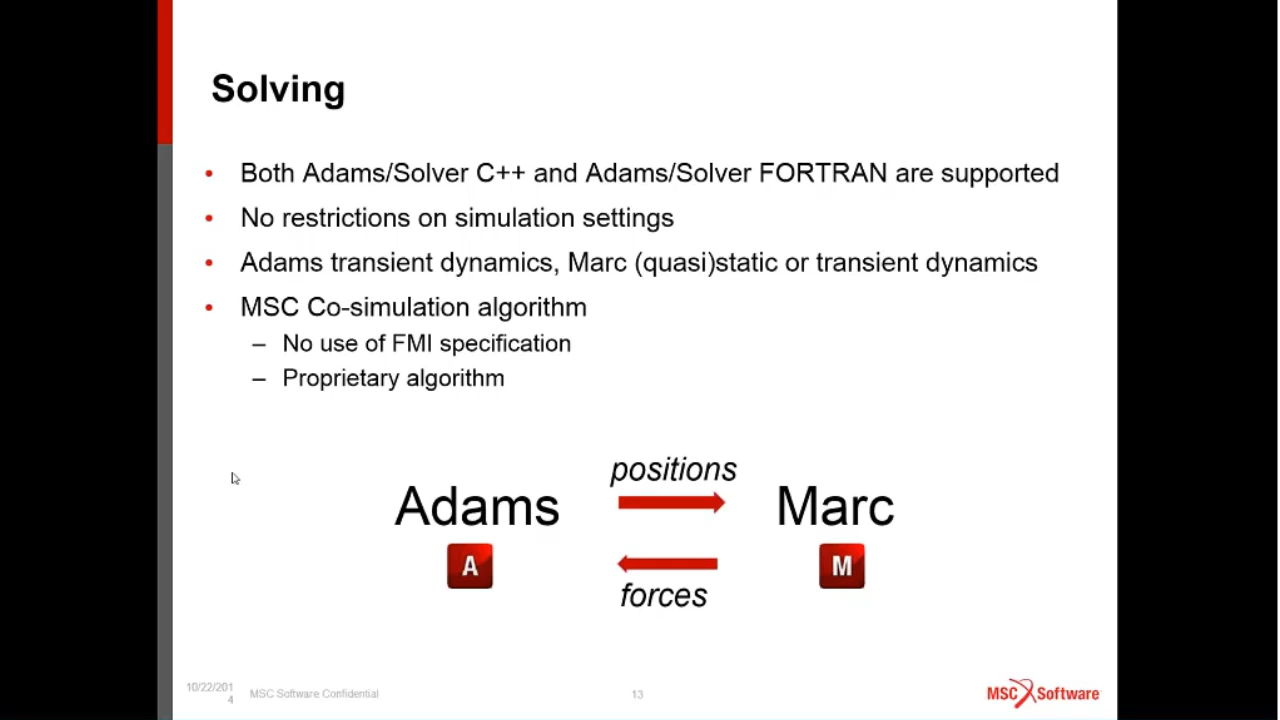 Solving
• Both Adams/Solver C++ and Adams/Solver FORTRAN are supported
• No restrictions on simulation settings
• Adams transient dynamics, Marc (quasi)static or transient dynamics
• MSC Co-simulation algorithm
– No use of FMI specification
– Proprietary algorithm
positions
Adams Marc
A M
forces
10/22/201
4
MSC Software Confidential
13
MSC Software